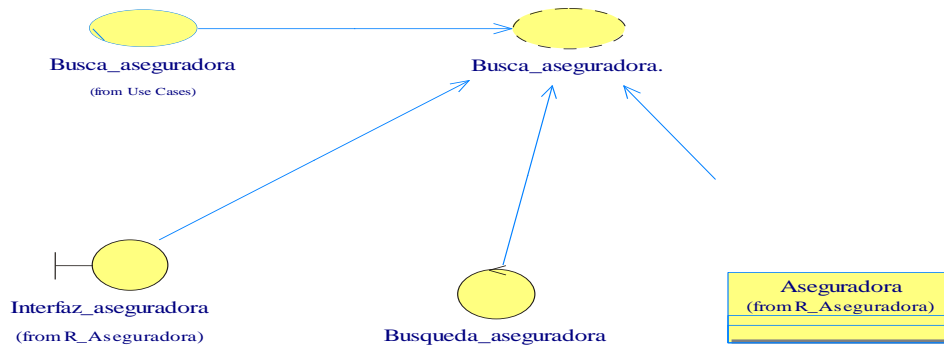 Busca_aseguradora
(from Use Cases)
Busca_aseguradora.
Interfaz_aseguradora
(from R_Aseguradora)
Busqueda_aseguradora
Aseguradora
(from R_Aseguradora)